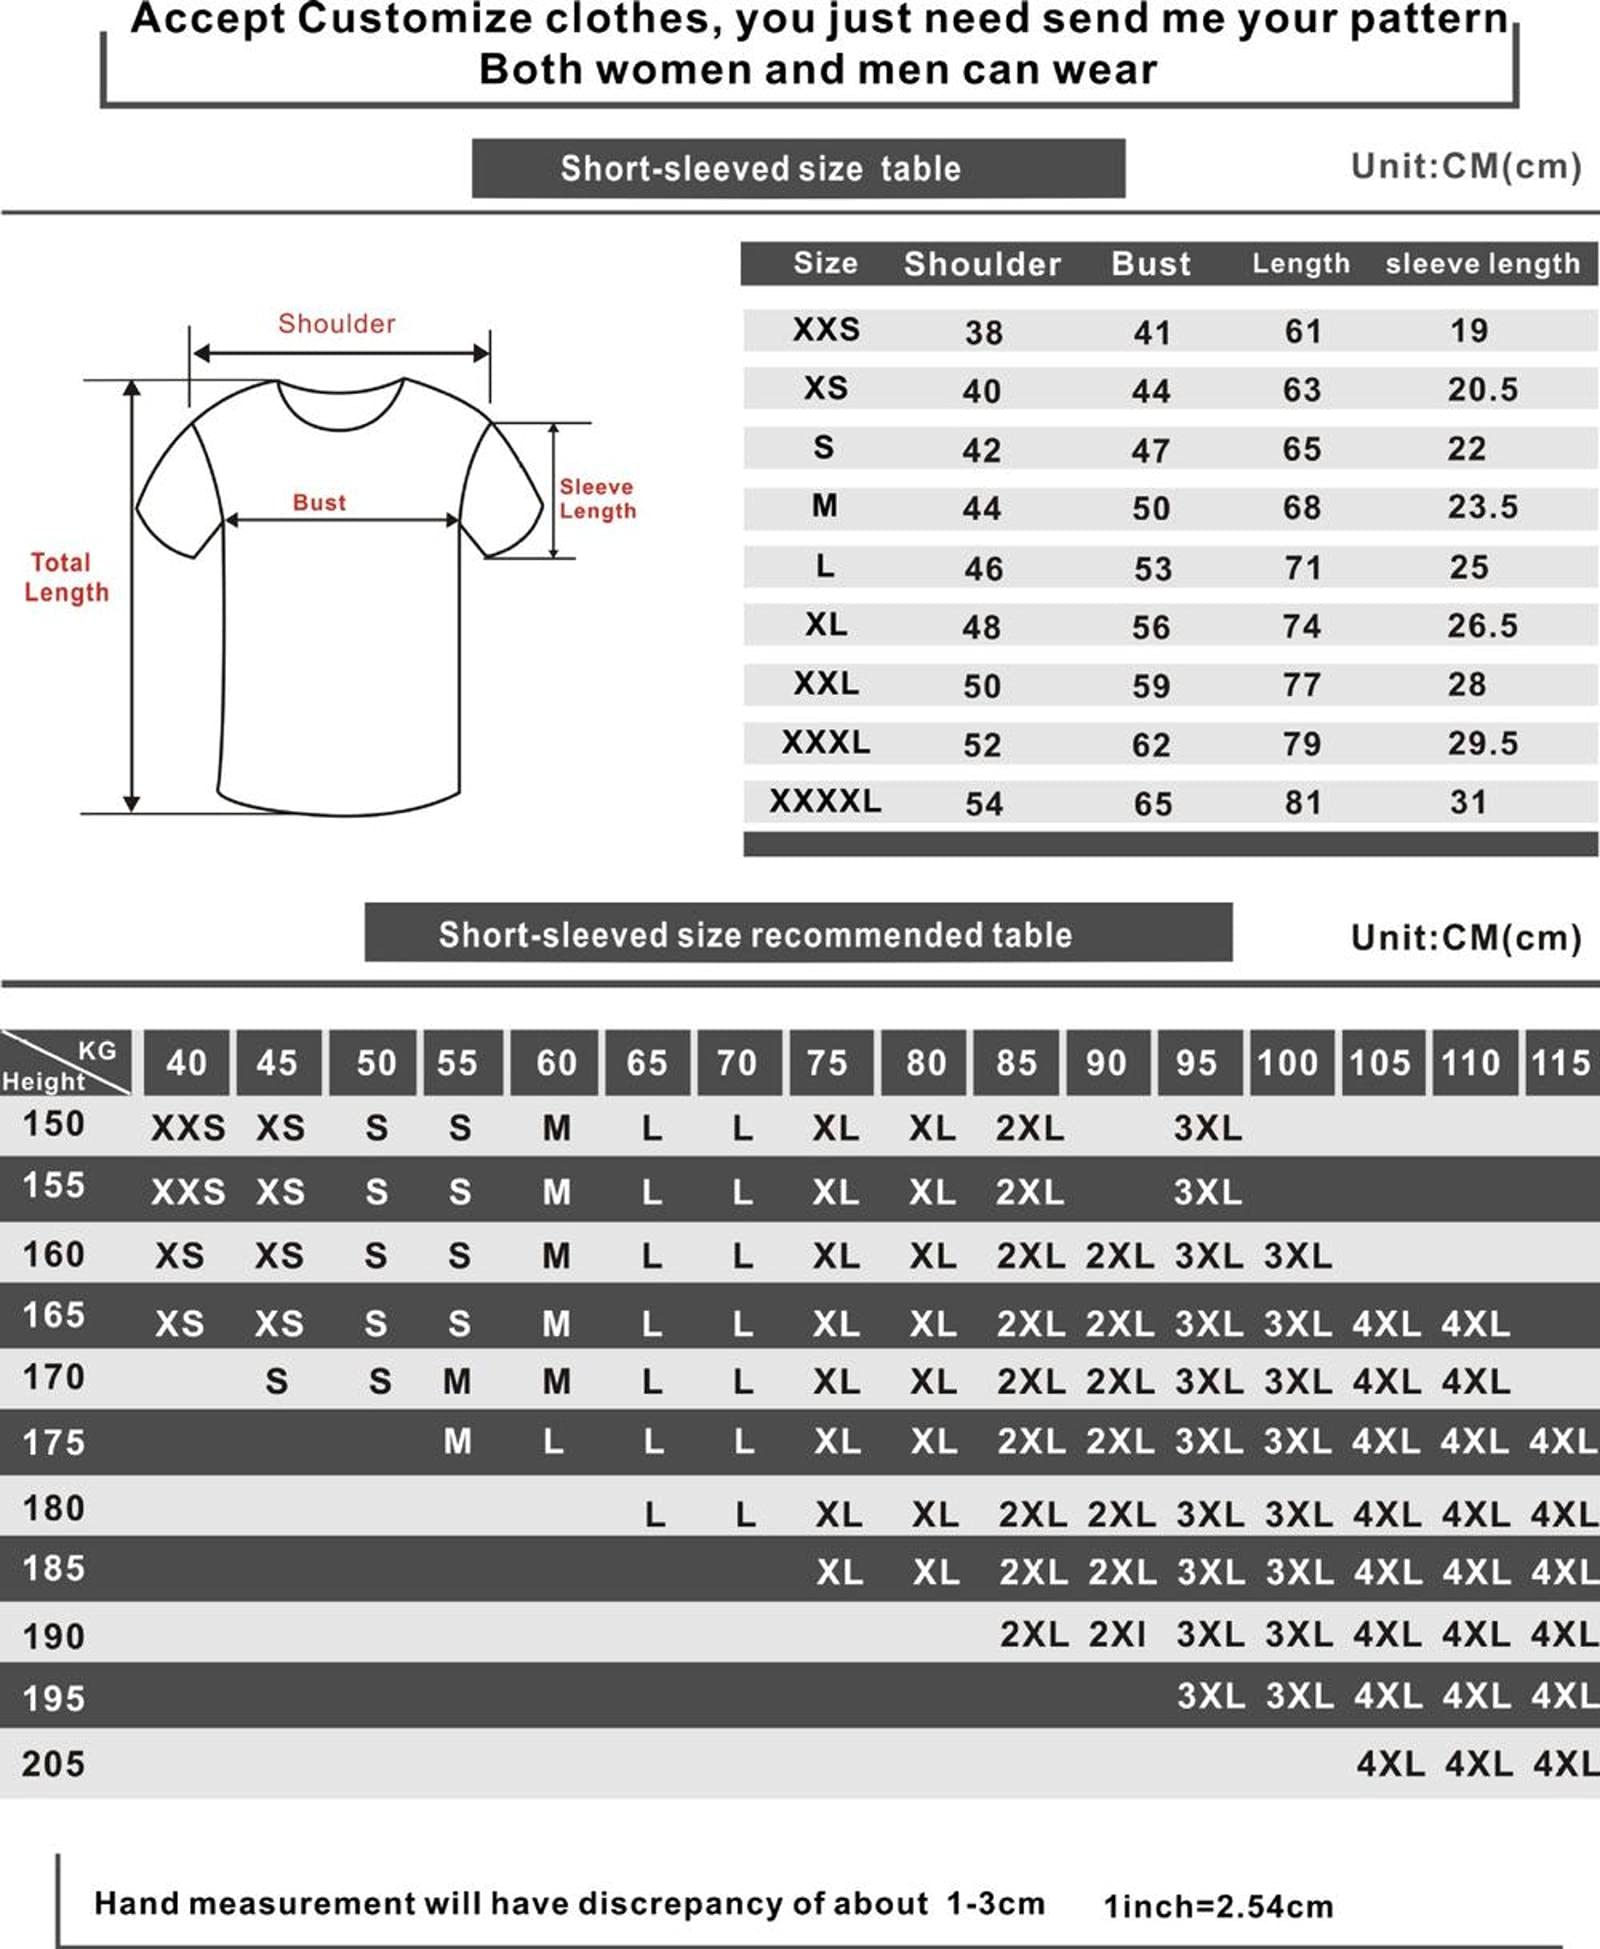 Accept Customize clothes, you just need send me your pattern
Both women and men can wear
Short-sleeved size table
Unit:CM(cm)
Shoulder
Bust
Sleeve
Length
Total
Length
Size Shoulder Bust Length sleeve length
XXS 38 41 61 19
XS 40 44 63 20.5
S 42 47 65 22
M 44 50 68 23.5
L 46 53 71 25
XL 48 56 74 26.5
XXL 50 59 77 28
XXXL 52 62 79 29.5
XXXXL 54 65 81 31
Short-sleeved size recommended table
Unit:CM(cm)
KG
Height
40 45 50 55 60 65 70 75 80 85 90 95 100 105 110 115
150 XXS XS S S M L L XL XL 2XL 3XL
155 XXS XS S S M L L XL XL 2XL 3XL
160 XS XS S S M L L XL XL 2XL 2XL 3XL 3XL
165 XS XS S S M L L XL XL 2XL 2XL 3XL 3XL 4XL 4XL
170 S S M M L L XL XL 2XL 2XL 3XL 3XL 4XL 4XL
175 M L L L XL XL 2XL 2XL 3XL 3XL 4XL 4XL 4XL
180 L L XL XL 2XL 2XL 3XL 3XL 4XL 4XL 4XL
185 XL XL 2XL 2XL 3XL 3XL 4XL 4XL 4XL
190 2XL 2XI 3XL 3XL 4XL 4XL 4XL
195 3XL 3XL 4XL 4XL 4XL
205 4XL 4XL 4XL
Hand measurement will have discrepancy of about 1-3cm 1inch=2.54cm